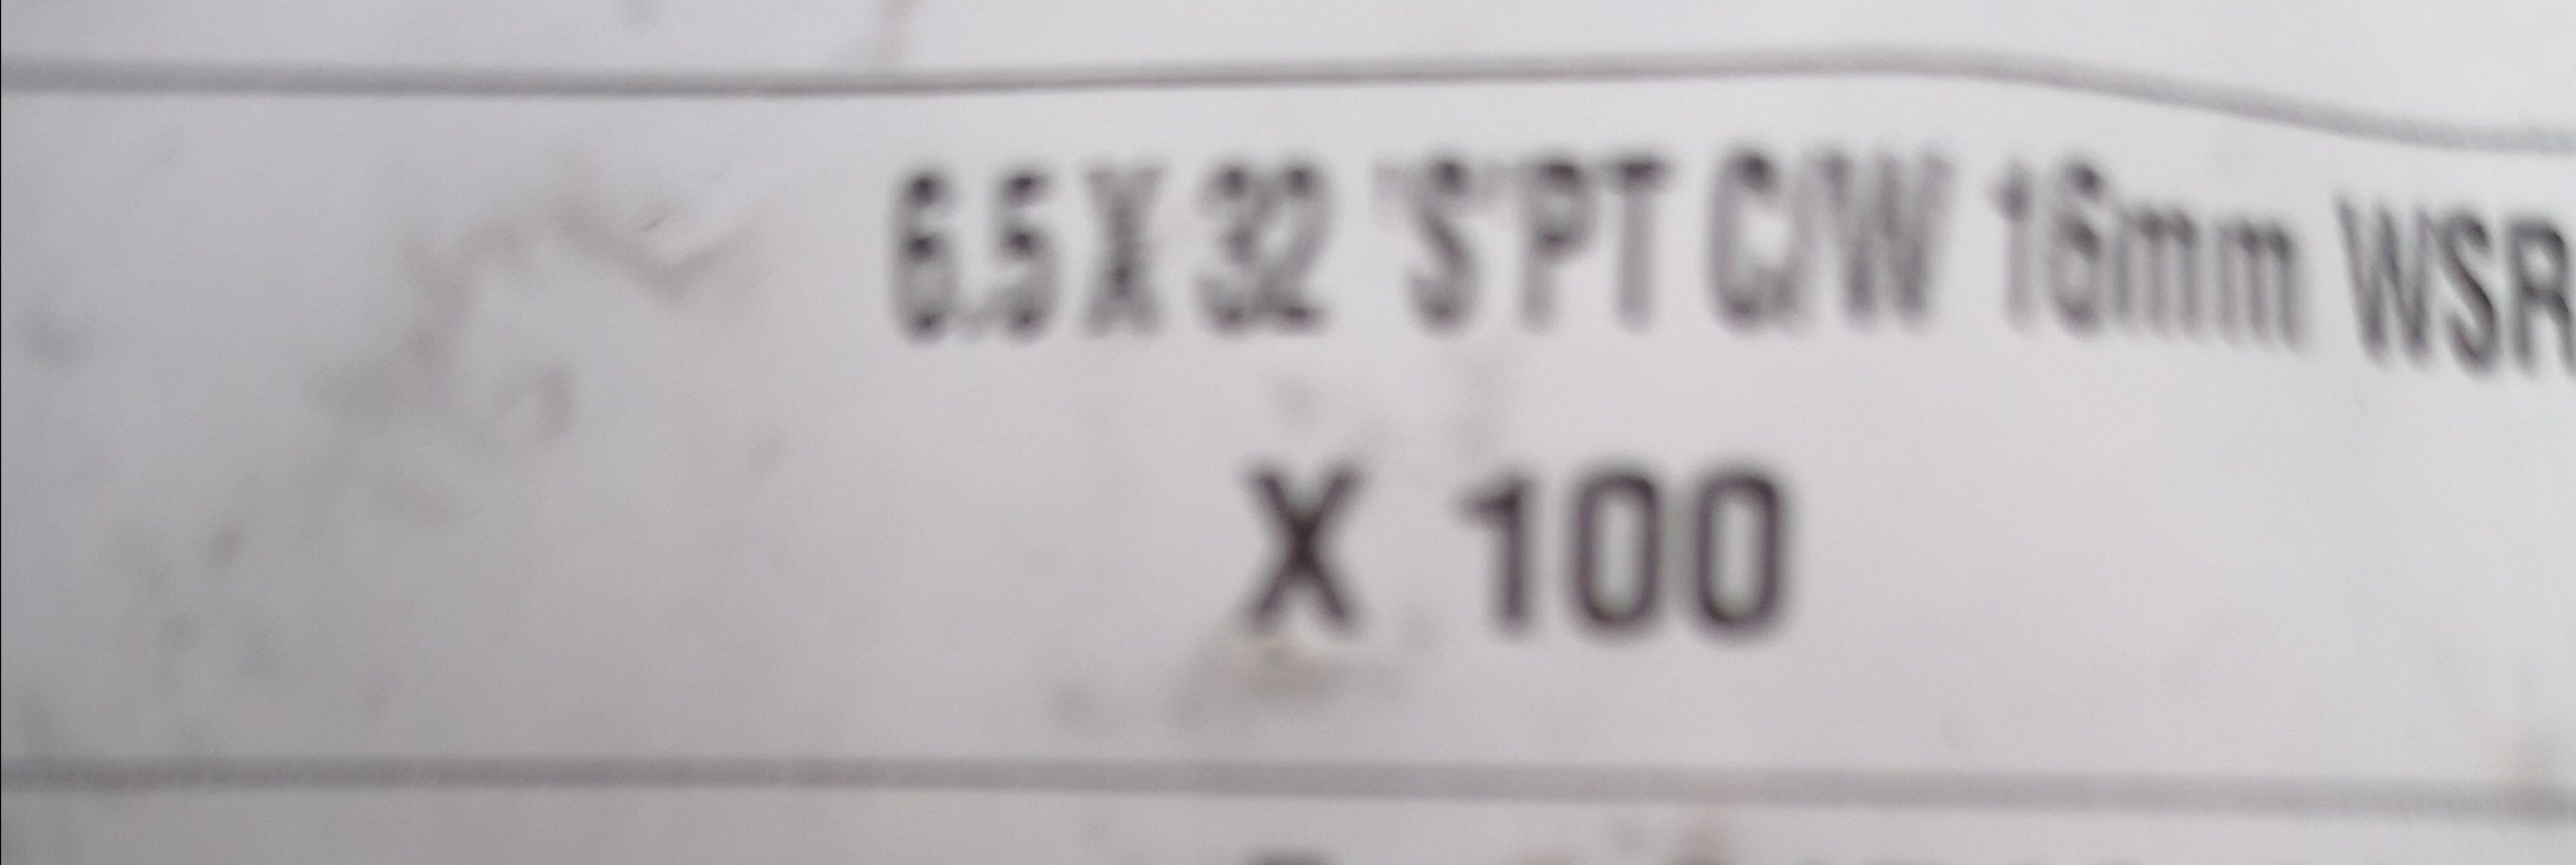 6.5 X 32 'S' PT C/W 16mm WSR
X 100